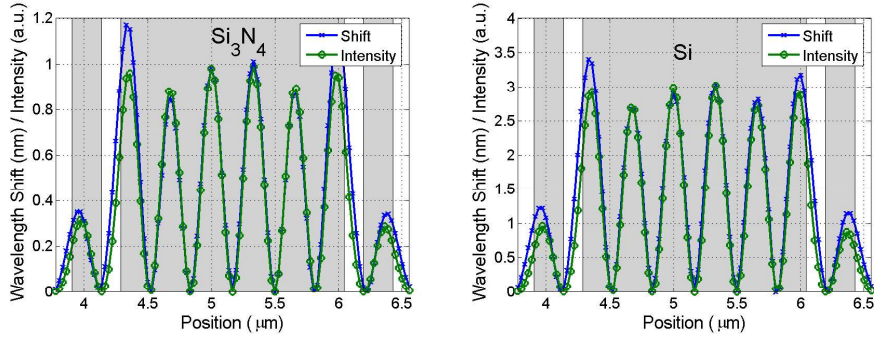 Wavelength Shift (nm) / Intensity (a.u.)
1.2
1
0.8
0.6
0.4
0.2
0
4
4.5
5
5.5
6
6.5
Position ( μm)
Si3N4
Shift
Intensity
Wavelength Shift (nm) / Intensity (a.u.)
4
3.5
3
2.5
2
1.5
1
0.5
0
4
4.5
5
5.5
6
6.5
Position ( μm)
Si
Shift
Intensity